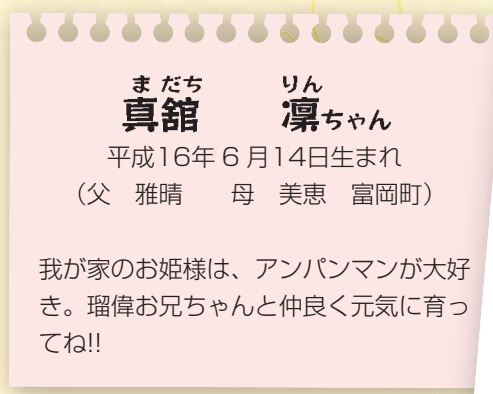 まだち　りん
真舘　凜ちゃん
平成16年６月14日生まれ
（父　雅晴　　母　美恵　富岡町）
我が家のお姫様は、アンパンマンが大好
き。瑠偉お兄ちゃんと仲良く元気に育っ
てね!!